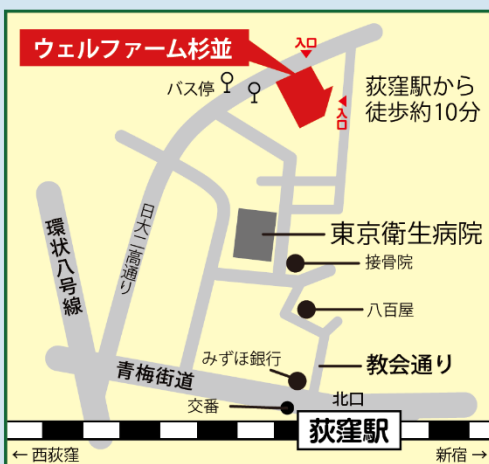 ウェルファーム杉並
入口
バス停
荻窪駅から
徒歩約10分
入口
環状八号線
日大二高通り
東京衛生病院
接骨院
八百屋
みずほ銀行
教会通り
青梅街道
北口
交番
荻窪駅
← 西荻窪
新宿 →